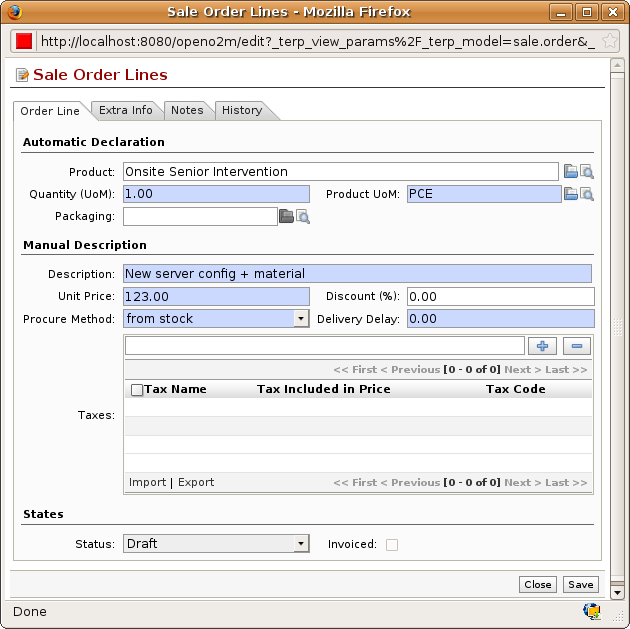 Sale Order Lines - Mozilla Firefox
http://localhost:8080/openo2m/edit?_terp_view_params%2F_terp_model=sale.order&_
Sale Order Lines
Order Line Extra Info Notes History
Automatic Declaration
Product: Onsite Senior Intervention
Quantity (UoM): 1.00 Product UoM: PCE
Packaging:
Manual Description
Description: New server config + material
Unit Price: 123.00 Discount (%): 0.00
Procure Method: from stock Delivery Delay: 0.00
<< First < Previous [0 - 0 of 0] Next > Last >>
Tax Name Tax Included in Price Tax Code
Taxes:
Import | Export << First < Previous [0 - 0 of 0] Next > Last >>
States
Status: Draft Invoiced:
Close Save
Done